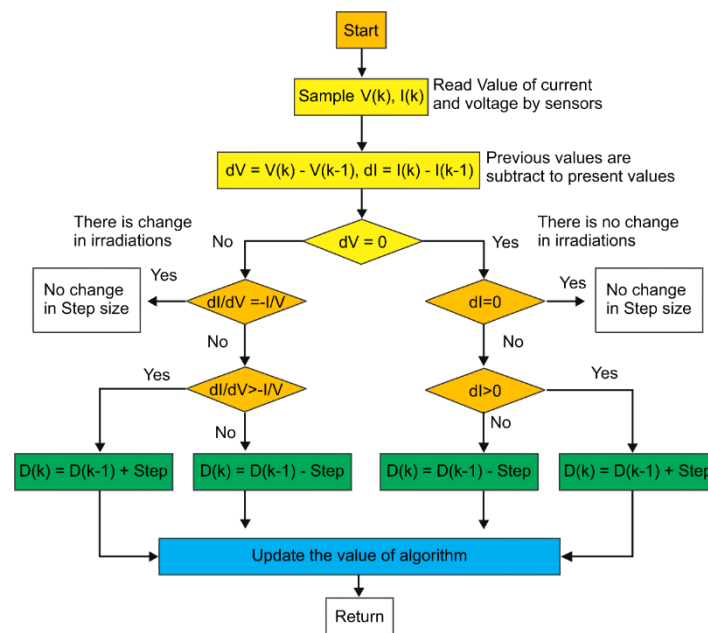 Start
Sample V(k), I(k)
Read Value of current
and voltage by sensors
dV = V(k) - V(k-1), dI = I(k) - I(k-1)
Previous values are
subtract to present values
There is change
in irradiations
No
dV = 0
Yes
There is no change
in irradiations
No change
in Step size
Yes
dI/dV =-I/V
dI=0
Yes
No change
in Step size
No
No
Yes
dI/dV>-I/V
dI>0
Yes
No
No
D(k) = D(k-1) + Step
D(k) = D(k-1) - Step
D(k) = D(k-1) - Step
D(k) = D(k-1) + Step
Update the value of algorithm
Return